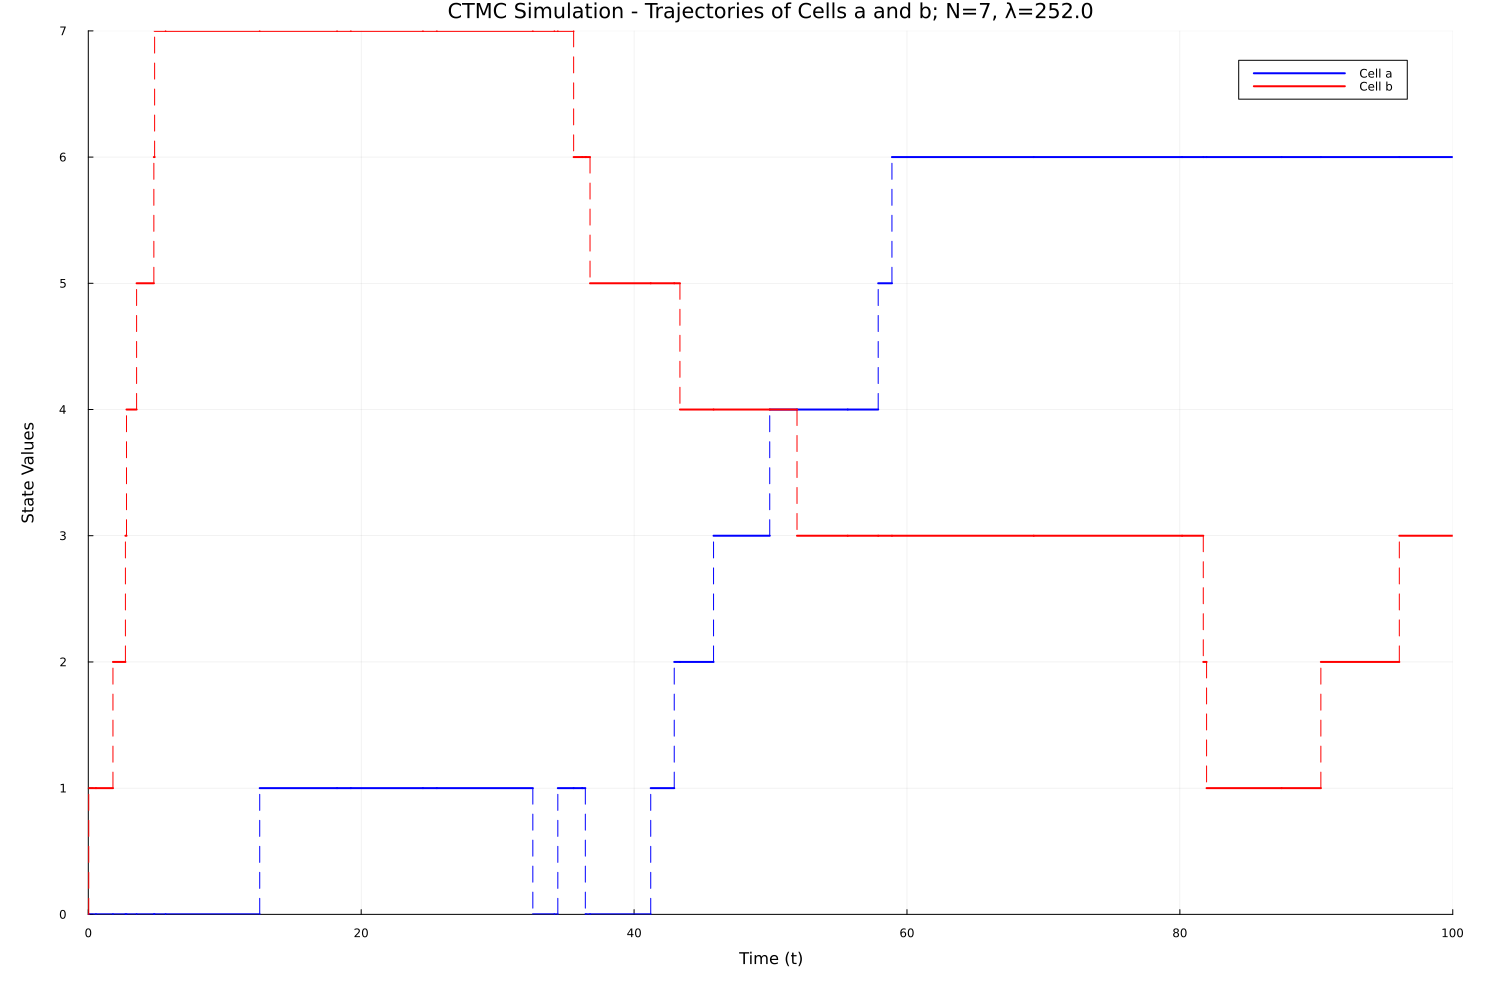 CTMC Simulation - Trajectories of Cells a and b; N=7, λ=252.0
Cell a
Cell b
State Values
7
6
5
4
3
2
1
0
0 20 40 60 80 100
Time (t)